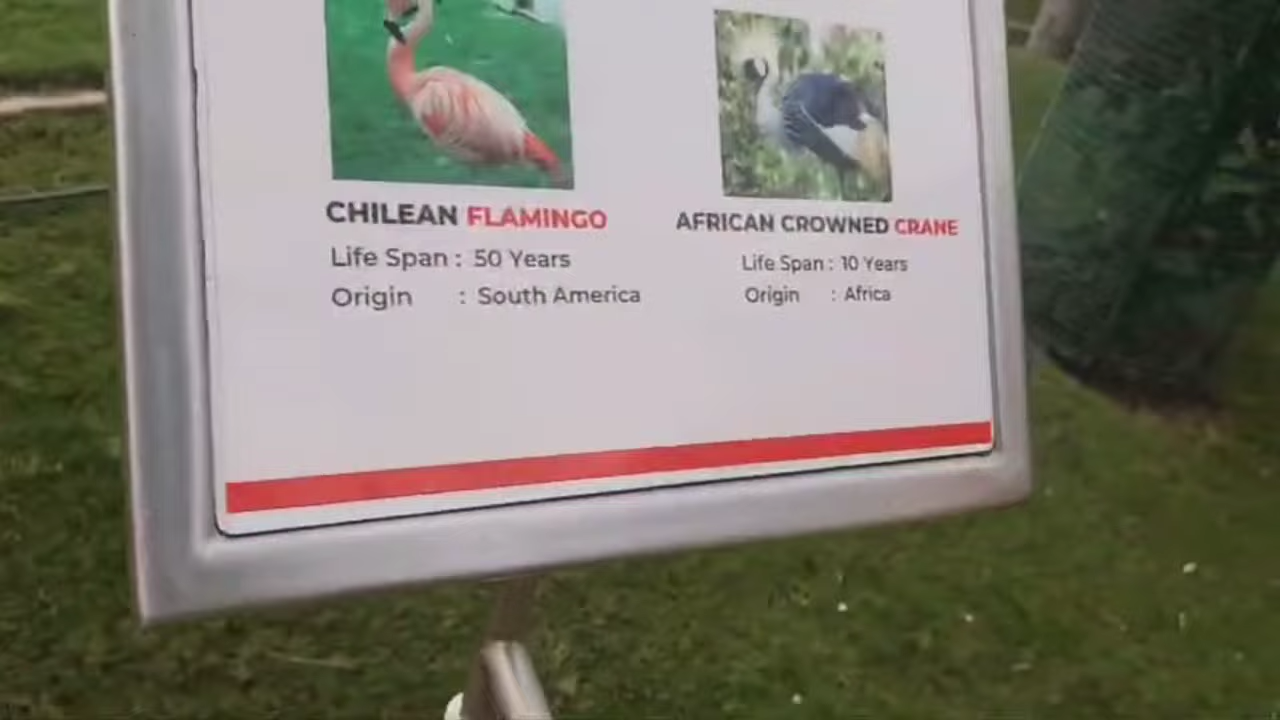 CHILEAN FLAMINGO
Life Span : 50 Years
Origin : South America
AFRICAN CROWNED CRANE
Life Span : 10 Years
Origin : Africa